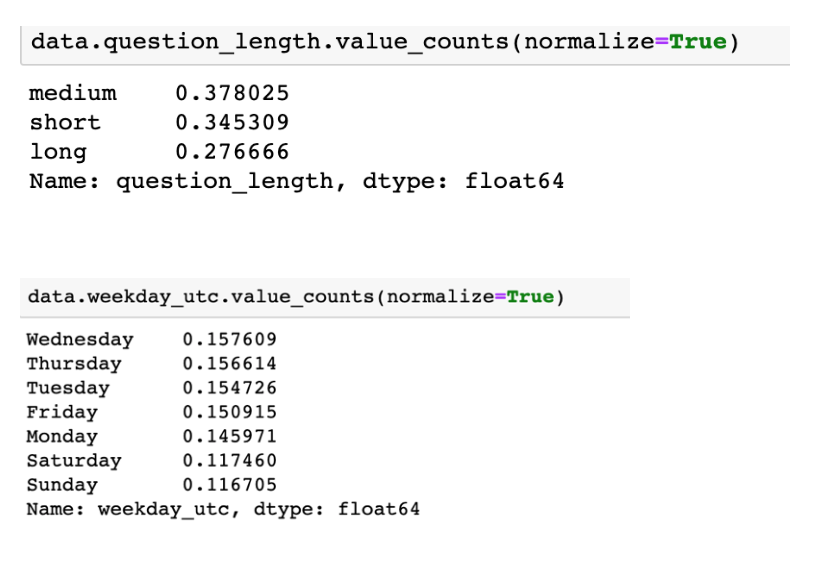 data.question_length.value_counts(normalize=True)
medium 0.378025
short 0.345309
long 0.276666
Name: question_length, dtype: float64
data.weekday_utc.value_counts(normalize=True)
Wednesday 0.157609
Thursday 0.156614
Tuesday 0.154726
Friday 0.150915
Monday 0.145971
Saturday 0.117460
Sunday 0.116705
Name: weekday_utc, dtype: float64